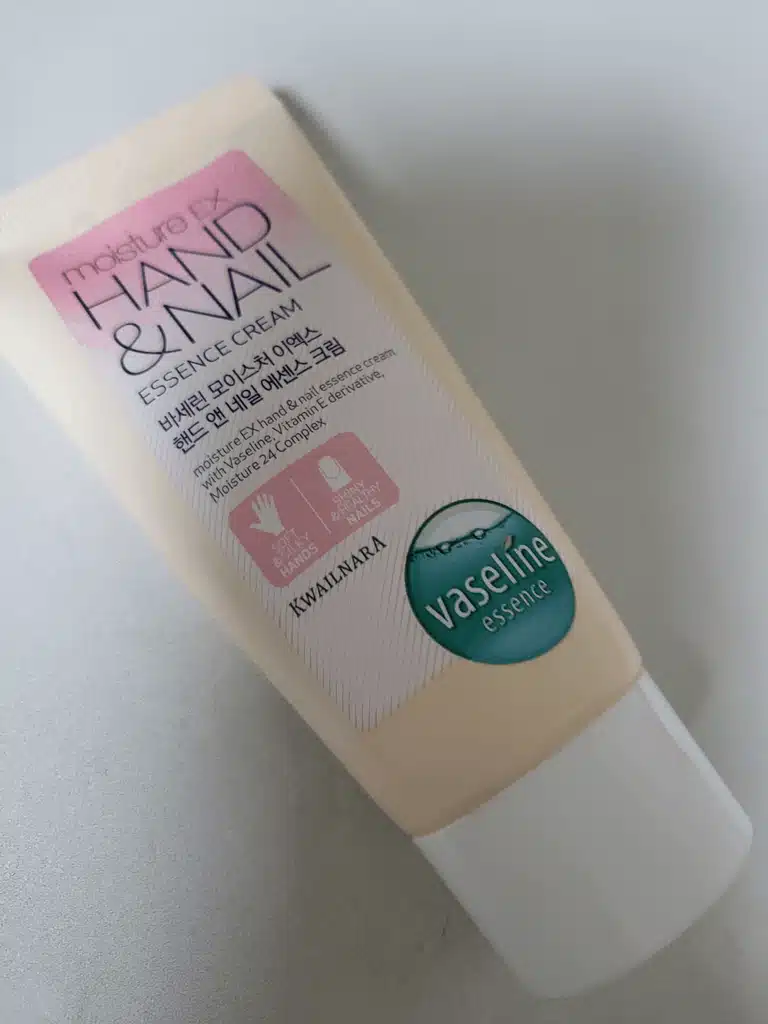 moisture EX
HAND
& NAIL
ESSENCE CREAM
바세린 모이스처 이엑스
핸드 앤 네일 에센스 크림
moisture EX hand & nail essence cream
with Vaseline, Vitamin E derivative,
Moisture 24 Complex
SOFT
& SILKY
HANDS
SHINY
& HEALTHY
NAILS
KWAILNARA
vaseline
essence